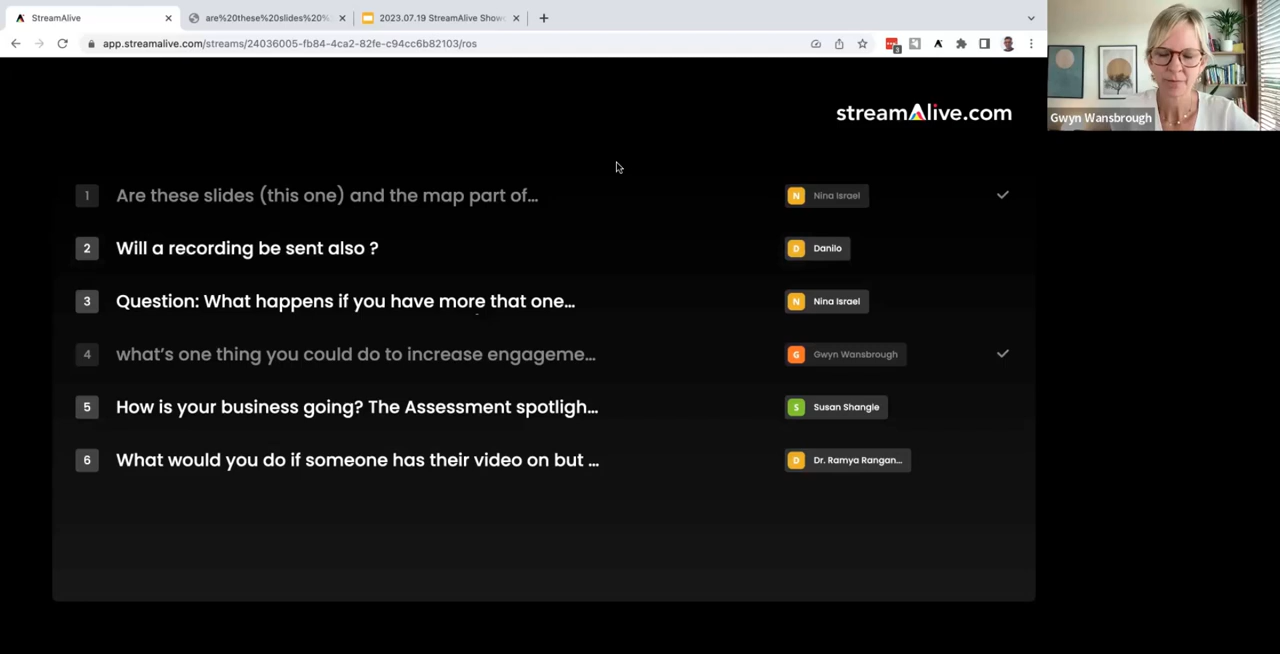 StreamAlive
are%20these%20slides%20%
2023.07.19 StreamAlive Show
app.streamalive.com/streams/24036005-fb84-4ca2-82fe-c94cc6b82103/ros
3
Gwyn Wansbrough
streamAlive.com
1 Are these slides (this one) and the map part of... N Nina Israel
2 Will a recording be sent also ? D Danilo
3 Question: What happens if you have more that one... N Nina Israel
4 what's one thing you could do to increase engageme... G Gwyn Wansbrough
5 How is your business going? The Assessment spotligh... S Susan Shangle
6 What would you do if someone has their video on but ... D Dr. Ramya Rangan...